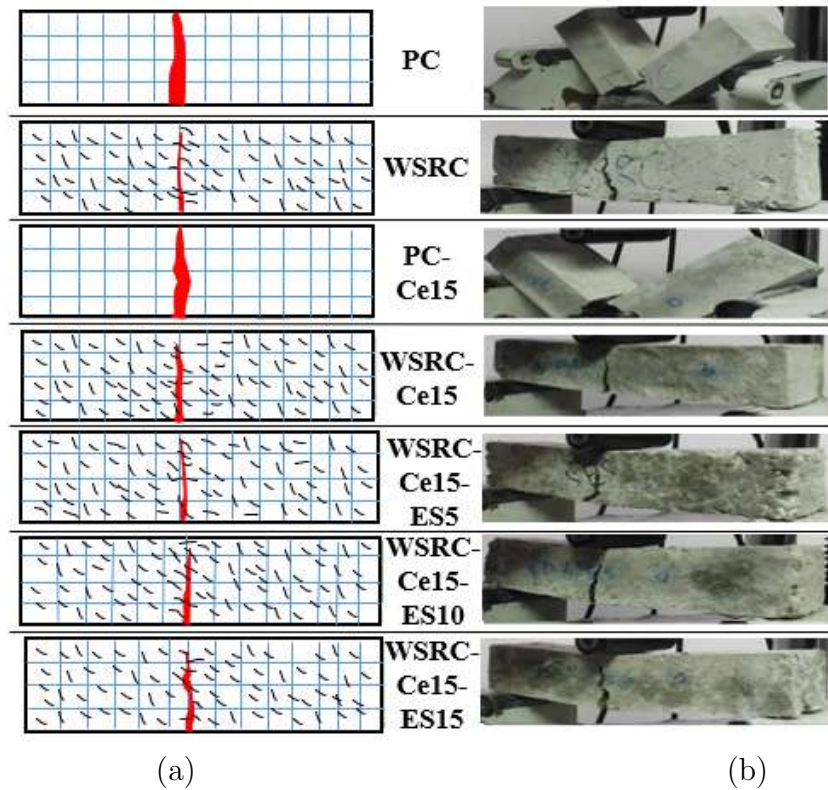 PC
WSRC
PC-
Ce15
WSRC-
Ce15
WSRC-
Ce15-
ES5
WSRC-
Ce15-
ES10
WSRC-
Ce15-
ES15
(a)
(b)